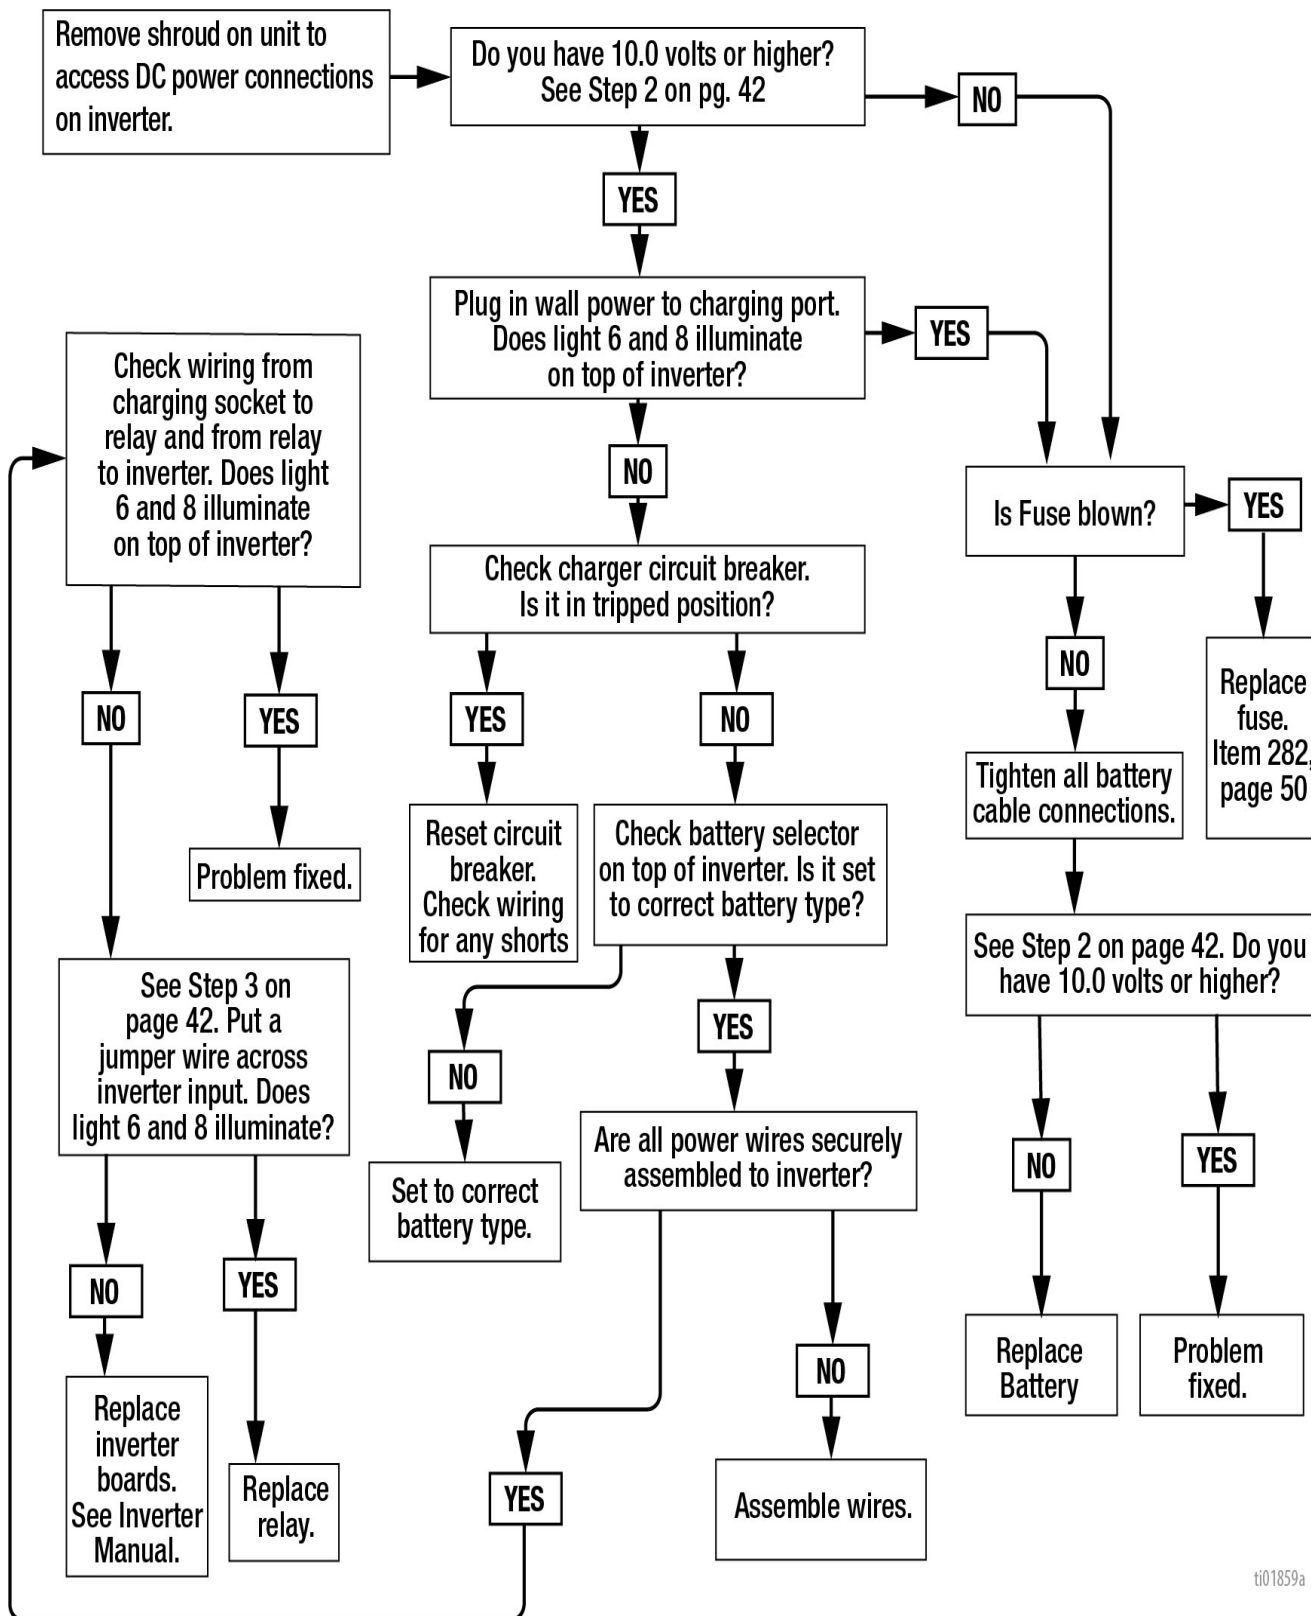 Remove shroud on unit to
access DC power connections
on inverter.
Do you have 10.0 volts or higher?
See Step 2 on pg. 42
NO
YES
Plug in wall power to charging port.
Does light 6 and 8 illuminate
on top of inverter?
YES
NO
Check wiring from
charging socket to
relay and from relay
to inverter. Does light
6 and 8 illuminate
on top of inverter?
Is Fuse blown?
YES
Check charger circuit breaker.
Is it in tripped position?
NO
Replace
fuse.
Item 282,
page 50
NO
YES
YES
NO
Tighten all battery
cable connections.
Problem fixed.
Reset circuit
breaker.
Check wiring
for any shorts
Check battery selector
on top of inverter. Is it set
to correct battery type?
See Step 2 on page 42. Do you
have 10.0 volts or higher?
See Step 3 on
page 42. Put a
jumper wire across
inverter input. Does
light 6 and 8 illuminate?
NO
YES
Are all power wires securely
assembled to inverter?
NO
YES
Set to correct
battery type.
NO
YES
Replace
Battery
Problem
fixed.
NO
Replace
inverter
boards.
See Inverter
Manual.
Replace
relay.
YES
Assemble wires.
ti01859a